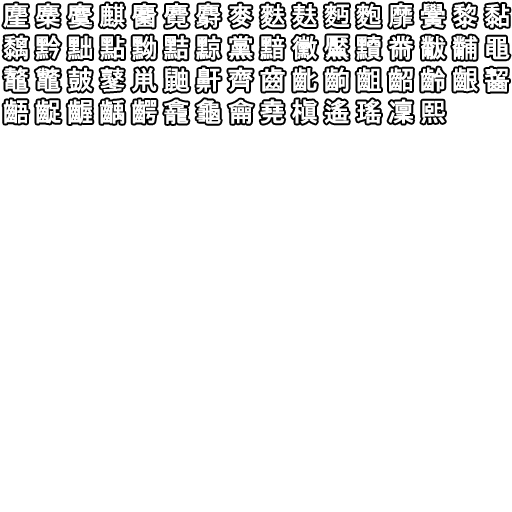 麈麋麌麒麕麑麝麥麩麸麪麭靡黌黎黏
黐黔黜點黝黠黥黨黯黴黶黷黹黻黼黽
鼇鼈皷鼕鼡鼬鼾齊齒齔齣齟齠齡齦齧
齬齪齷齲齶龕龜龠堯槇遙瑤凜熙